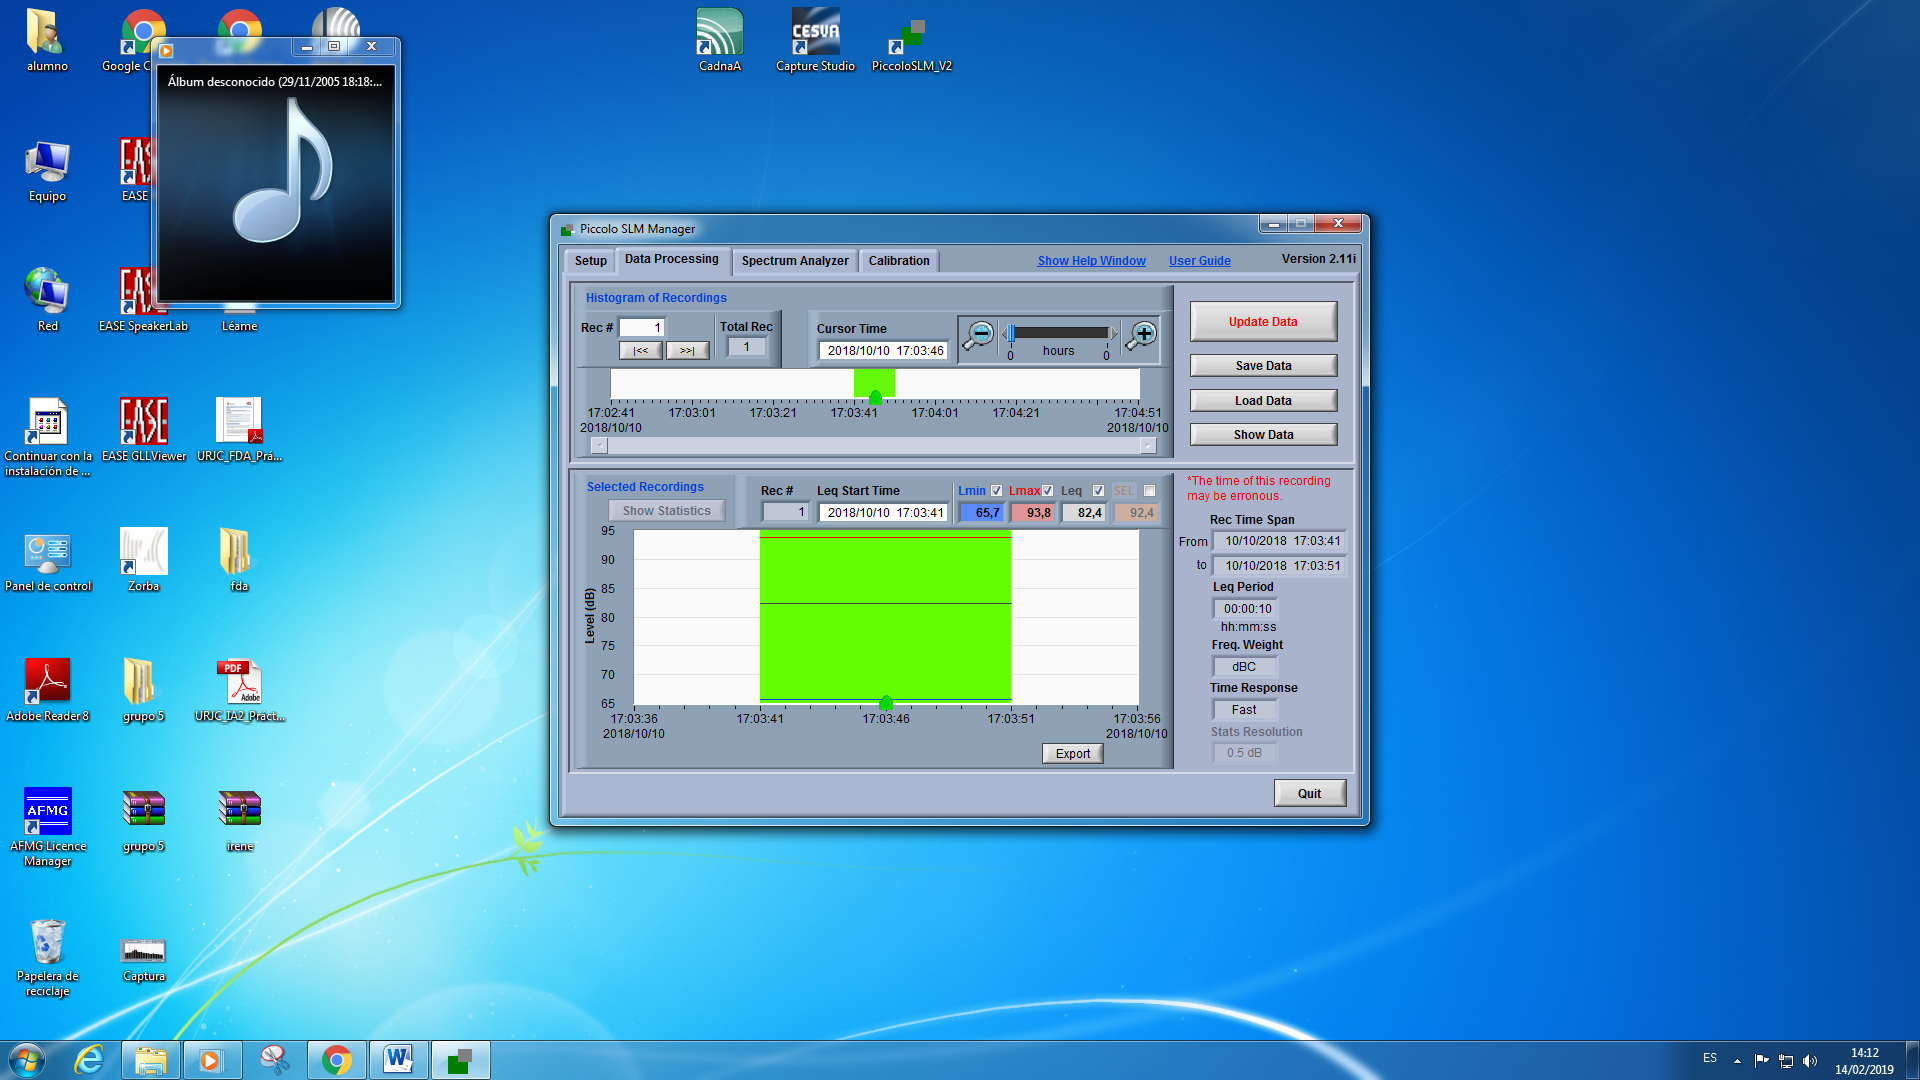 alumno
Google C
CadnaA
CESVA
Capture Studio
PiccoloSLM_V2
Álbum desconocido (29/11/2005 18:18:...
Equipo
EASE
Red
EASE SpeakerLab
Léame
Continuar con la
instalación de ...
EASE
EASE GLLViewer
URJC_FDA_Prá...
Panel de control
Zorba
fda
Adobe Reader 8
grupo 5
PDF
Adobe
URJC_IA2_Práct...
AFMG
AFMG Licence
Manager
grupo 5
irene
Papelera de
reciclaje
Captura
Piccolo SLM Manager
Setup
Data Processing
Spectrum Analyzer
Calibration
Show Help Window
User Guide
Version 2.11i
Histogram of Recordings
Rec #
1
|<<
>>|
Total Rec
1
Cursor Time
2018/10/10 17:03:46
0 hours 0
17:02:41 17:03:01 17:03:21 17:03:41 17:04:01 17:04:21 17:04:51
2018/10/10 2018/10/10
Update Data
Save Data
Load Data
Show Data
Selected Recordings
Show Statistics
Rec #
1
Leq Start Time
2018/10/10 17:03:41
Lmin Lmax Leq SEL
65,7 93,8 82,4 92,4
Level (dB)
95
90
85
80
75
70
65
17:03:36 17:03:41 17:03:46 17:03:51 17:03:56
2018/10/10 2018/10/10
Export
*The time of this recording
may be erronous.
Rec Time Span
From 10/10/2018 17:03:41
to 10/10/2018 17:03:51
Leq Period
00:00:10
hh:mm:ss
Freq. Weight
dBC
Time Response
Fast
Stats Resolution
0.5 dB
Quit
ES
14:12
14/02/2019